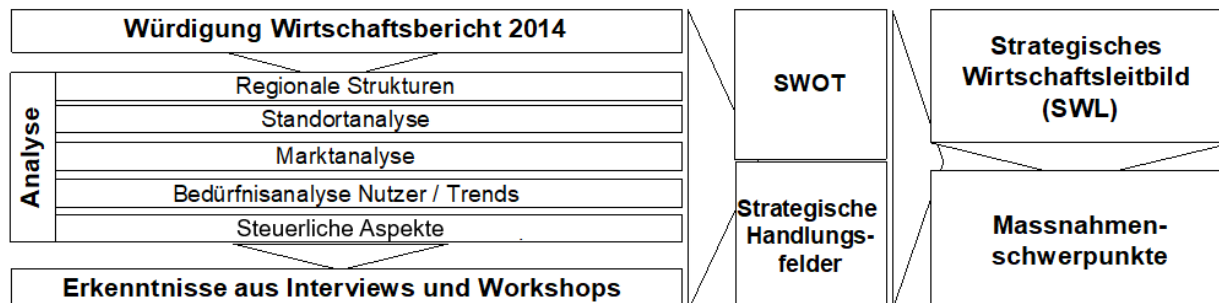 Würdigung Wirtschaftsbericht 2014
Analyse
Regionale Strukturen
Standortanalyse
Marktanalyse
Bedürfnisanalyse Nutzer / Trends
Steuerliche Aspekte
Erkenntnisse aus Interviews und Workshops
SWOT
Strategische
Handlungs-
felder
Strategisches
Wirtschaftsleitbild
(SWL)
Massnahmen-
schwerpunkte